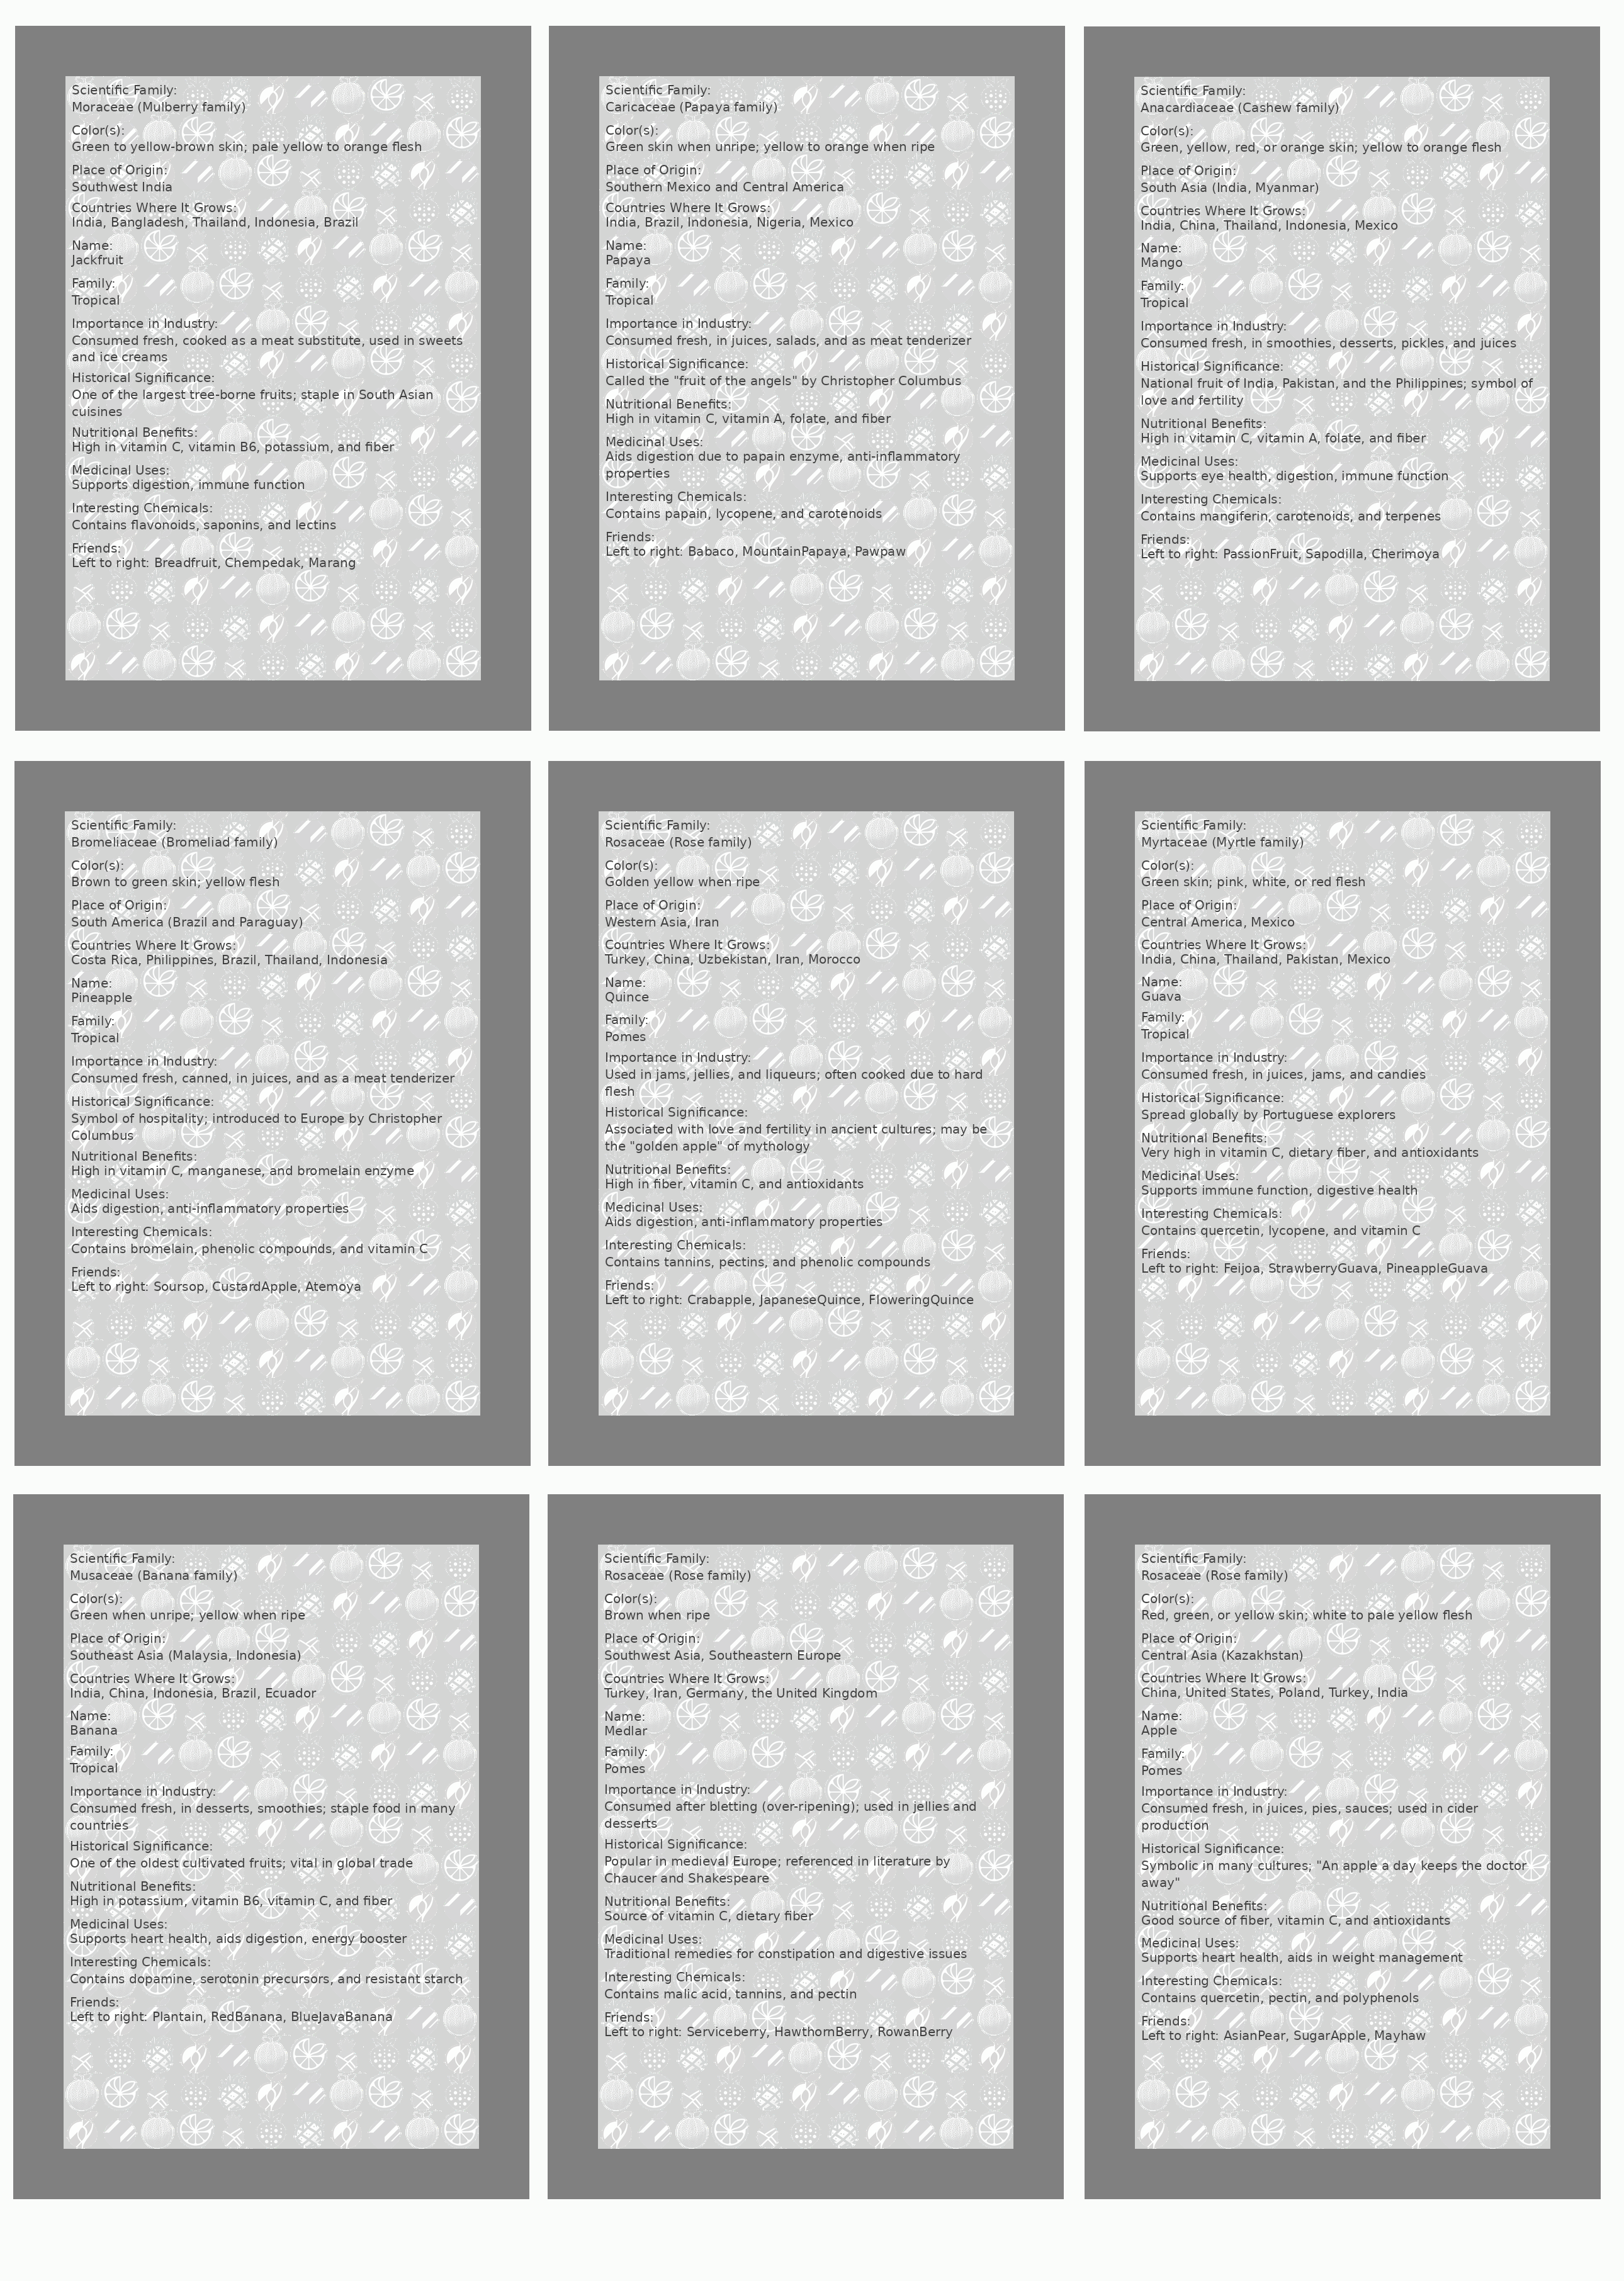 Scientific Family:
Moraceae (Mulberry family)
Color(s):
Green to yellow-brown skin; pale yellow to orange flesh
Place of Origin:
Southwest India
Countries Where It Grows:
India, Bangladesh, Thailand, Indonesia, Brazil
Name:
Jackfruit
Family:
Tropical
Importance in Industry:
Consumed fresh, cooked as a meat substitute, used in sweets
and ice creams
Historical Significance:
One of the largest tree-borne fruits; staple in South Asian
cuisines
Nutritional Benefits:
High in vitamin C, vitamin B6, potassium, and fiber
Medicinal Uses:
Supports digestion, immune function
Interesting Chemicals:
Contains flavonoids, saponins, and lectins
Friends:
Left to right: Breadfruit, Chempedak, Marang
Scientific Family:
Caricaceae (Papaya family)
Color(s):
Green skin when unripe; yellow to orange when ripe
Place of Origin:
Southern Mexico and Central America
Countries Where It Grows:
India, Brazil, Indonesia, Nigeria, Mexico
Name:
Papaya
Family:
Tropical
Importance in Industry:
Consumed fresh, in juices, salads, and as meat tenderizer
Historical Significance:
Called the "fruit of the angels" by Christopher Columbus
Nutritional Benefits:
High in vitamin C, vitamin A, folate, and fiber
Medicinal Uses:
Aids digestion due to papain enzyme, anti-inflammatory
properties
Interesting Chemicals:
Contains papain, lycopene, and carotenoids
Friends:
Left to right: Babaco, MountainPapaya, Pawpaw
Scientific Family:
Anacardiaceae (Cashew family)
Color(s):
Green, yellow, red, or orange skin; yellow to orange flesh
Place of Origin:
South Asia (India, Myanmar)
Countries Where It Grows:
India, China, Thailand, Indonesia, Mexico
Name:
Mango
Family:
Tropical
Importance in Industry:
Consumed fresh, in smoothies, desserts, pickles, and juices
Historical Significance:
National fruit of India, Pakistan, and the Philippines; symbol of
love and fertility
Nutritional Benefits:
High in vitamin C, vitamin A, folate, and fiber
Medicinal Uses:
Supports eye health, digestion, immune function
Interesting Chemicals:
Contains mangiferin, carotenoids, and terpenes
Friends:
Left to right: PassionFruit, Sapodilla, Cherimoya
Scientific Family:
Bromeliaceae (Bromeliad family)
Color(s):
Brown to green skin; yellow flesh
Place of Origin:
South America (Brazil and Paraguay)
Countries Where It Grows:
Costa Rica, Philippines, Brazil, Thailand, Indonesia
Name:
Pineapple
Family:
Tropical
Importance in Industry:
Consumed fresh, canned, in juices, and as a meat tenderizer
Historical Significance:
Symbol of hospitality; introduced to Europe by Christopher
Columbus
Nutritional Benefits:
High in vitamin C, manganese, and bromelain enzyme
Medicinal Uses:
Aids digestion, anti-inflammatory properties
Interesting Chemicals:
Contains bromelain, phenolic compounds, and vitamin C
Friends:
Left to right: Soursop, CustardApple, Atemoya
Scientific Family:
Rosaceae (Rose family)
Color(s):
Golden yellow when ripe
Place of Origin:
Western Asia, Iran
Countries Where It Grows:
Turkey, China, Uzbekistan, Iran, Morocco
Name:
Quince
Family:
Pomes
Importance in Industry:
Used in jams, jellies, and liqueurs; often cooked due to hard
flesh
Historical Significance:
Associated with love and fertility in ancient cultures; may be
the "golden apple" of mythology
Nutritional Benefits:
High in fiber, vitamin C, and antioxidants
Medicinal Uses:
Aids digestion, anti-inflammatory properties
Interesting Chemicals:
Contains tannins, pectins, and phenolic compounds
Friends:
Left to right: Crabapple, JapaneseQuince, FloweringQuince
Scientific Family:
Myrtaceae (Myrtle family)
Color(s):
Green skin; pink, white, or red flesh
Place of Origin:
Central America, Mexico
Countries Where It Grows:
India, China, Thailand, Pakistan, Mexico
Name:
Guava
Family:
Tropical
Importance in Industry:
Consumed fresh, in juices, jams, and candies
Historical Significance:
Spread globally by Portuguese explorers
Nutritional Benefits:
Very high in vitamin C, dietary fiber, and antioxidants
Medicinal Uses:
Supports immune function, digestive health
Interesting Chemicals:
Contains quercetin, lycopene, and vitamin C
Friends:
Left to right: Feijoa, StrawberryGuava, PineappleGuava
Scientific Family:
Musaceae (Banana family)
Color(s):
Green when unripe; yellow when ripe
Place of Origin:
Southeast Asia (Malaysia, Indonesia)
Countries Where It Grows:
India, China, Indonesia, Brazil, Ecuador
Name:
Banana
Family:
Tropical
Importance in Industry:
Consumed fresh, in desserts, smoothies; staple food in many
countries
Historical Significance:
One of the oldest cultivated fruits; vital in global trade
Nutritional Benefits:
High in potassium, vitamin B6, vitamin C, and fiber
Medicinal Uses:
Supports heart health, aids digestion, energy booster
Interesting Chemicals:
Contains dopamine, serotonin precursors, and resistant starch
Friends:
Left to right: Plantain, RedBanana, BlueJavaBanana
Scientific Family:
Rosaceae (Rose family)
Color(s):
Brown when ripe
Place of Origin:
Southwest Asia, Southeastern Europe
Countries Where It Grows:
Turkey, Iran, Germany, the United Kingdom
Name:
Medlar
Family:
Pomes
Importance in Industry:
Consumed after bletting (over-ripening); used in jellies and
desserts
Historical Significance:
Popular in medieval Europe; referenced in literature by
Chaucer and Shakespeare
Nutritional Benefits:
Source of vitamin C, dietary fiber
Medicinal Uses:
Traditional remedies for constipation and digestive issues
Interesting Chemicals:
Contains malic acid, tannins, and pectin
Friends:
Left to right: Serviceberry, HawthornBerry, RowanBerry
Scientific Family:
Rosaceae (Rose family)
Color(s):
Red, green, or yellow skin; white to pale yellow flesh
Place of Origin:
Central Asia (Kazakhstan)
Countries Where It Grows:
China, United States, Poland, Turkey, India
Name:
Apple
Family:
Pomes
Importance in Industry:
Consumed fresh, in juices, pies, sauces; used in cider
production
Historical Significance:
Symbolic in many cultures; "An apple a day keeps the doctor
away"
Nutritional Benefits:
Good source of fiber, vitamin C, and antioxidants
Medicinal Uses:
Supports heart health, aids in weight management
Interesting Chemicals:
Contains quercetin, pectin, and polyphenols
Friends:
Left to right: AsianPear, SugarApple, Mayhaw